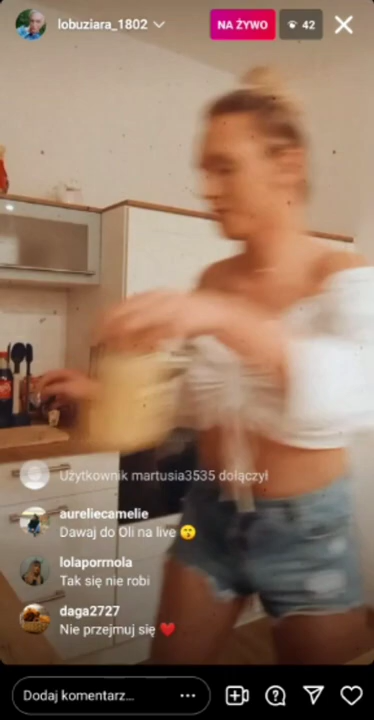 lobuziara_1802
NA ŻYWO
42
Użytkownik martusia3535 dołączył
aureliecamelie
Dawaj do Oli na live 😗
lolaporrnola
Tak się nie robi
daga2727
Nie przejmuj się ❤️
Dodaj komentarz...